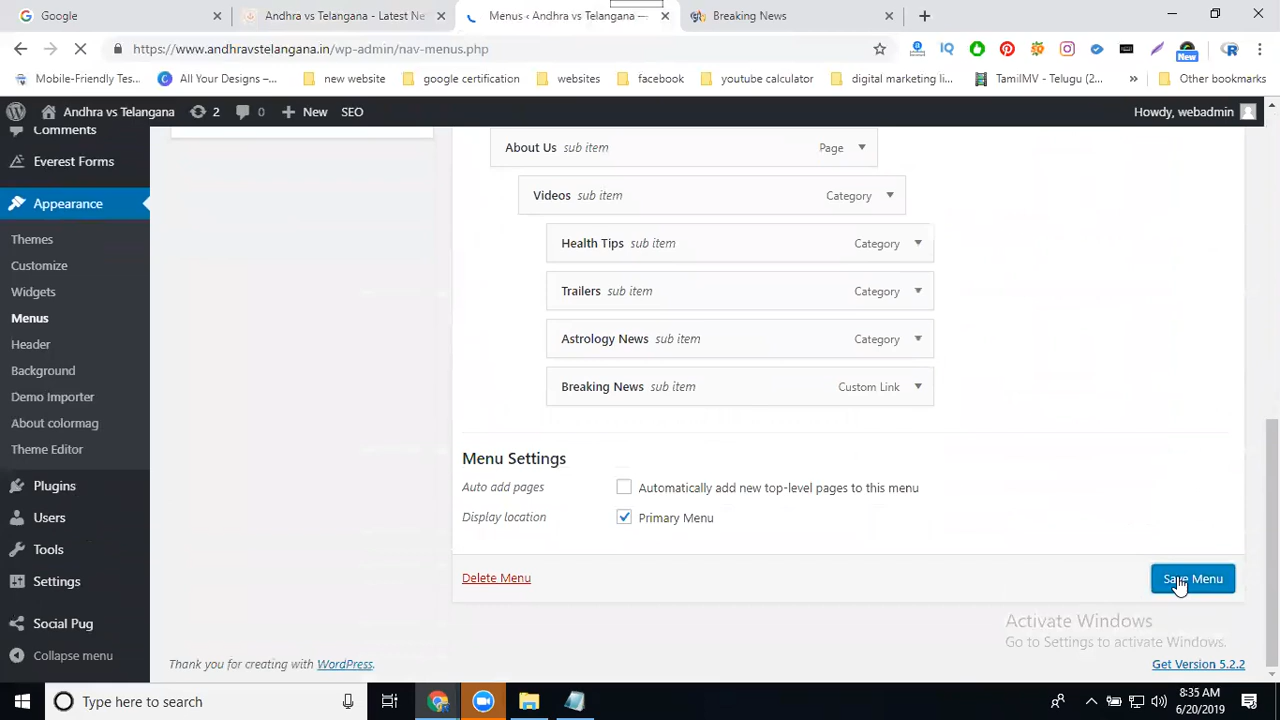 Google
Andhra vs Telangana - Latest Ne
Menus < Andhra vs Telangana —
Breaking News
https://www.andhravstelangana.in/wp-admin/nav-menus.php
New
Mobile-Friendly Tes...
All Your Designs –...
new website
google certification
websites
facebook
youtube calculator
digital marketing li...
TamilMV - Telugu (2...
Other bookmarks
Andhra vs Telangana
2
0
New
SEO
Howdy, webadmin
Comments
Everest Forms
Appearance
Themes
Customize
Widgets
Menus
Header
Background
Demo Importer
About colormag
Theme Editor
Plugins
Users
Tools
Settings
Social Pug
Collapse menu
About Us sub item Page
Videos sub item Category
Health Tips sub item Category
Trailers sub item Category
Astrology News sub item Category
Breaking News sub item Custom Link
Menu Settings
Auto add pages Automatically add new top-level pages to this menu
Display location Primary Menu
Delete Menu
Save Menu
Activate Windows
Go to Settings to activate Windows.
Thank you for creating with WordPress.
Get Version 5.2.2
Type here to search
8:35 AM
6/20/2019